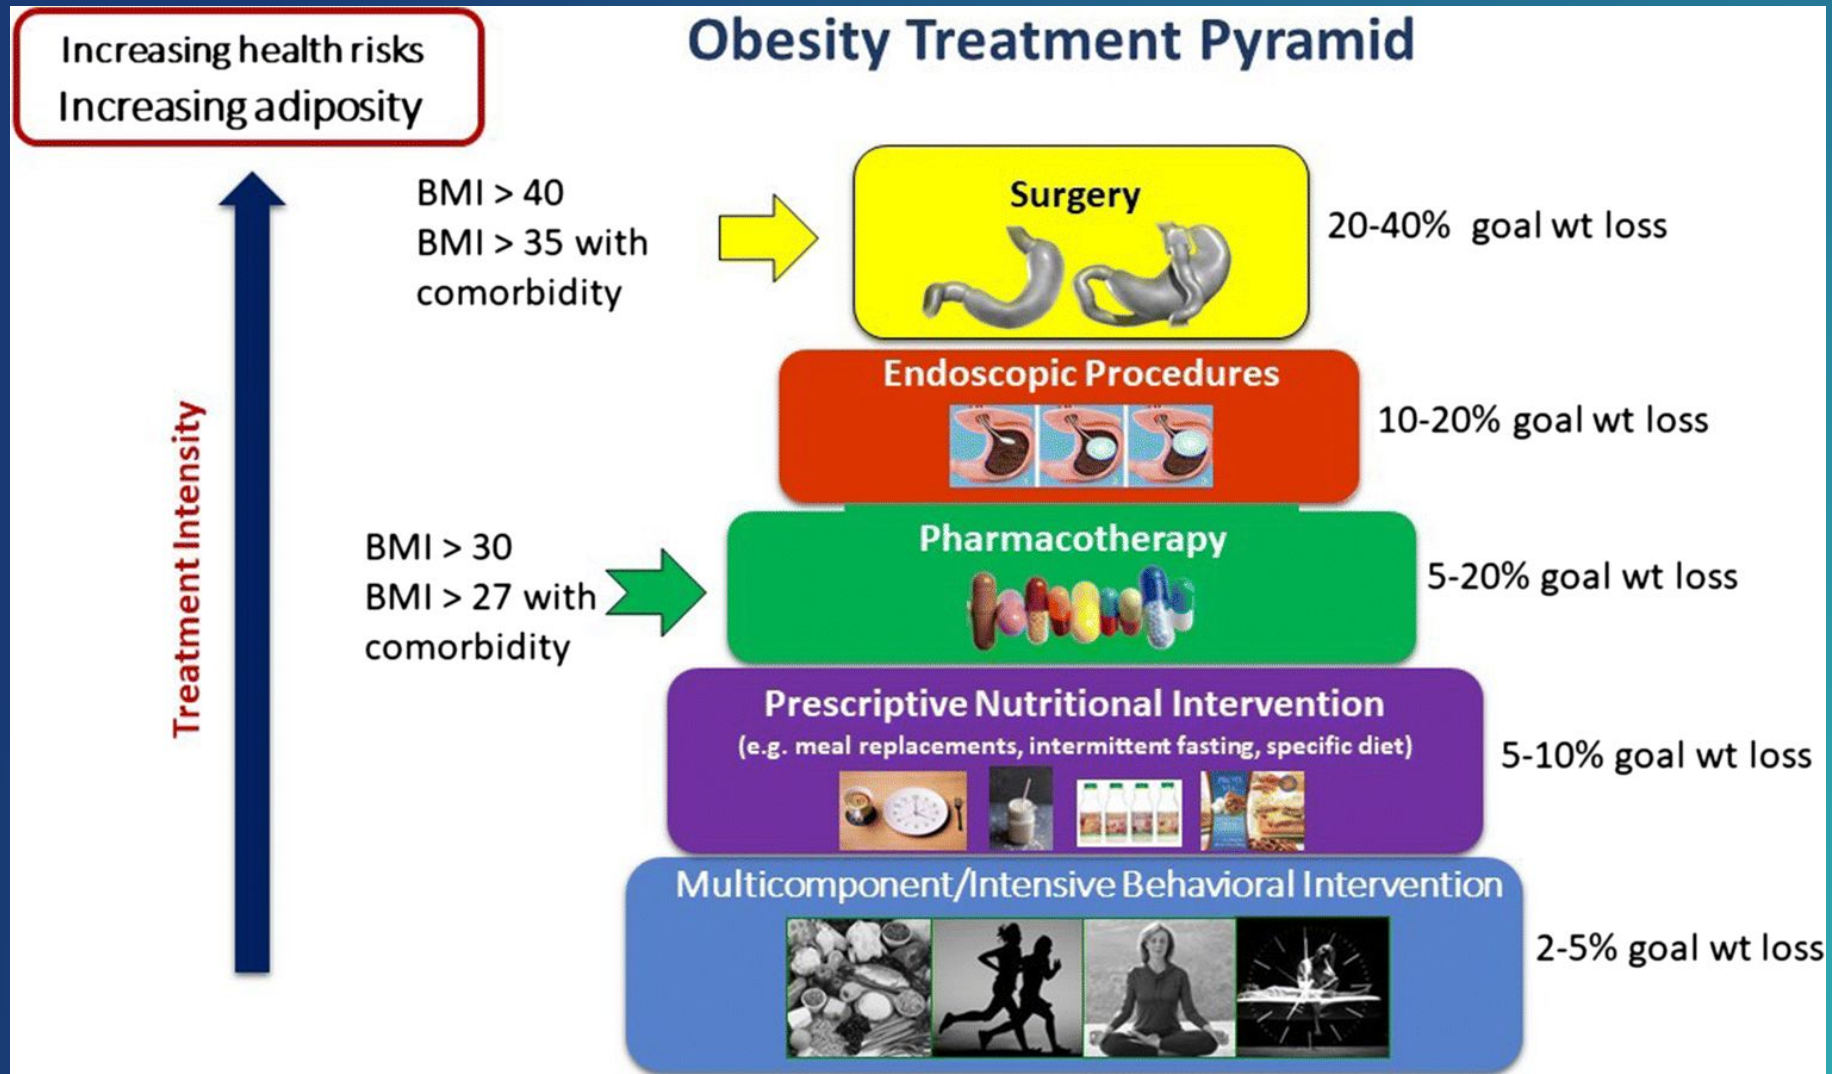 Increasing health risks
Increasing adiposity
Obesity Treatment Pyramid
Treatment Intensity
BMI > 40
BMI > 35 with
comorbidity
Surgery
20-40% goal wt loss
Endoscopic Procedures
10-20% goal wt loss
BMI > 30
BMI > 27 with
comorbidity
Pharmacotherapy
5-20% goal wt loss
Prescriptive Nutritional Intervention
(e.g. meal replacements, intermittent fasting, specific diet)
5-10% goal wt loss
Multicomponent/Intensive Behavioral Intervention
2-5% goal wt loss